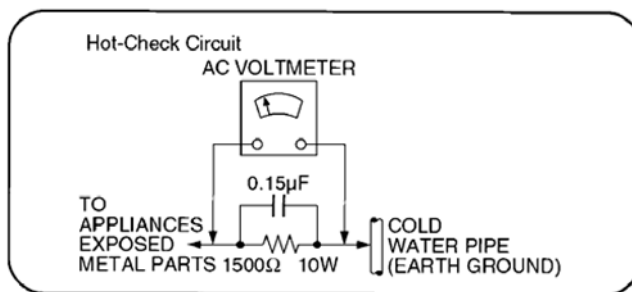 Hot-Check Circuit
AC VOLTMETER
0.15µF
TO
APPLIANCES
EXPOSED
METAL PARTS
1500Ω 10W
COLD
WATER PIPE
(EARTH GROUND)